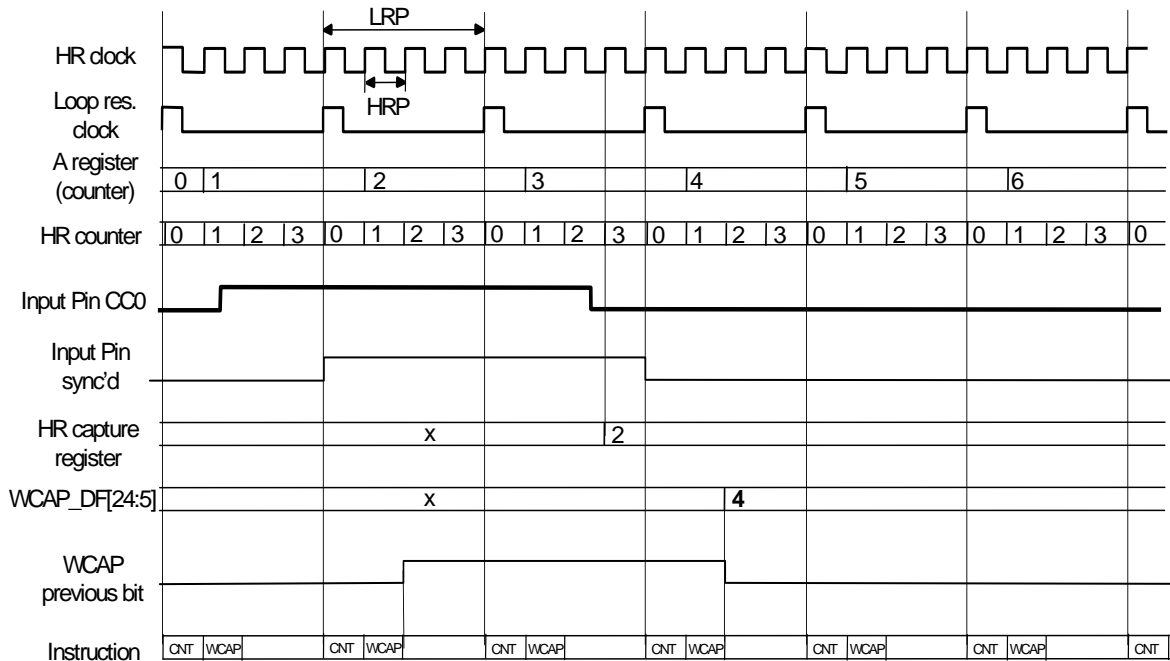 LRP
HR clock
HRP
Loop res.
clock
A register
(counter)
0 1 2 3 4 5 6
HR counter
0 1 2 3 0 1 2 3 0 1 2 3 0 1 2 3 0 1 2 3 0 1 2 3 0
Input Pin CC0
Input Pin
sync'd
HR capture
register
x 2
WCAP_DF[24:5]
x 4
WCAP
previous bit
Instruction
CNT WCAP CNT WCAP CNT WCAP CNT WCAP CNT WCAP CNT WCAP CNT